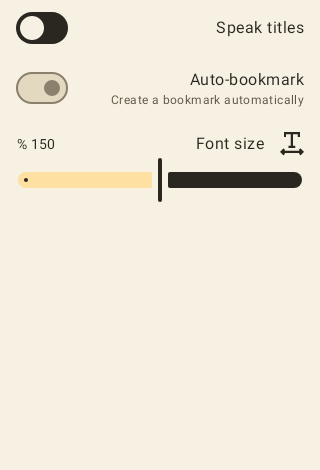 Speak titles
Auto-bookmark
Create a bookmark automatically
Font size
% 150